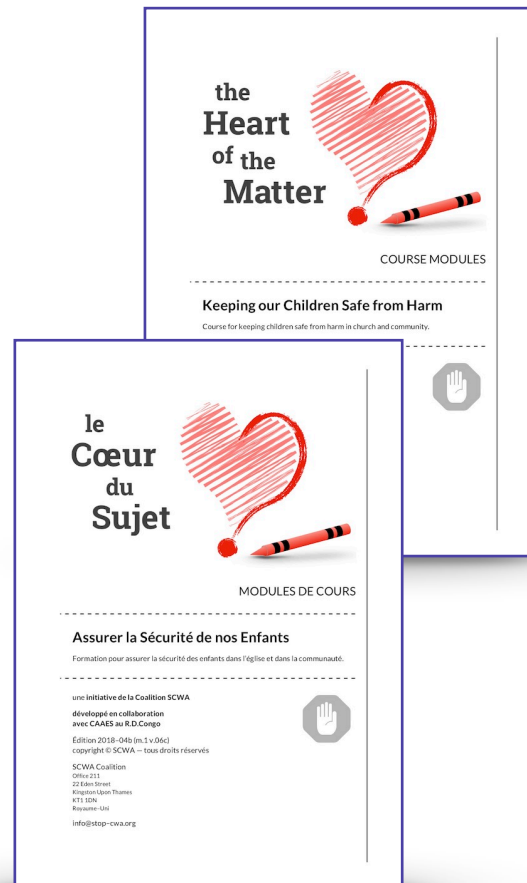 the
Heart
of the
Matter
COURSE MODULES
Keeping our Children Safe from Harm
Course for keeping children safe from harm in church and community.
le
Cœur
du
Sujet
MODULES DE COURS
Assurer la Sécurité de nos Enfants
Formation pour assurer la sécurité des enfants dans l'église et dans la communauté.
une initiative de la Coalition SCWA
développé en collaboration
avec CAAES au R.D.Congo
Édition 2018–04b (m.1 v.06c)
copyright © SCWA — tous droits réservés
SCWA Coalition
Office 211
22 Eden Street
Kingston Upon Thames
KT1 1DN
Royaume–Uni
info@stop-cwa.org